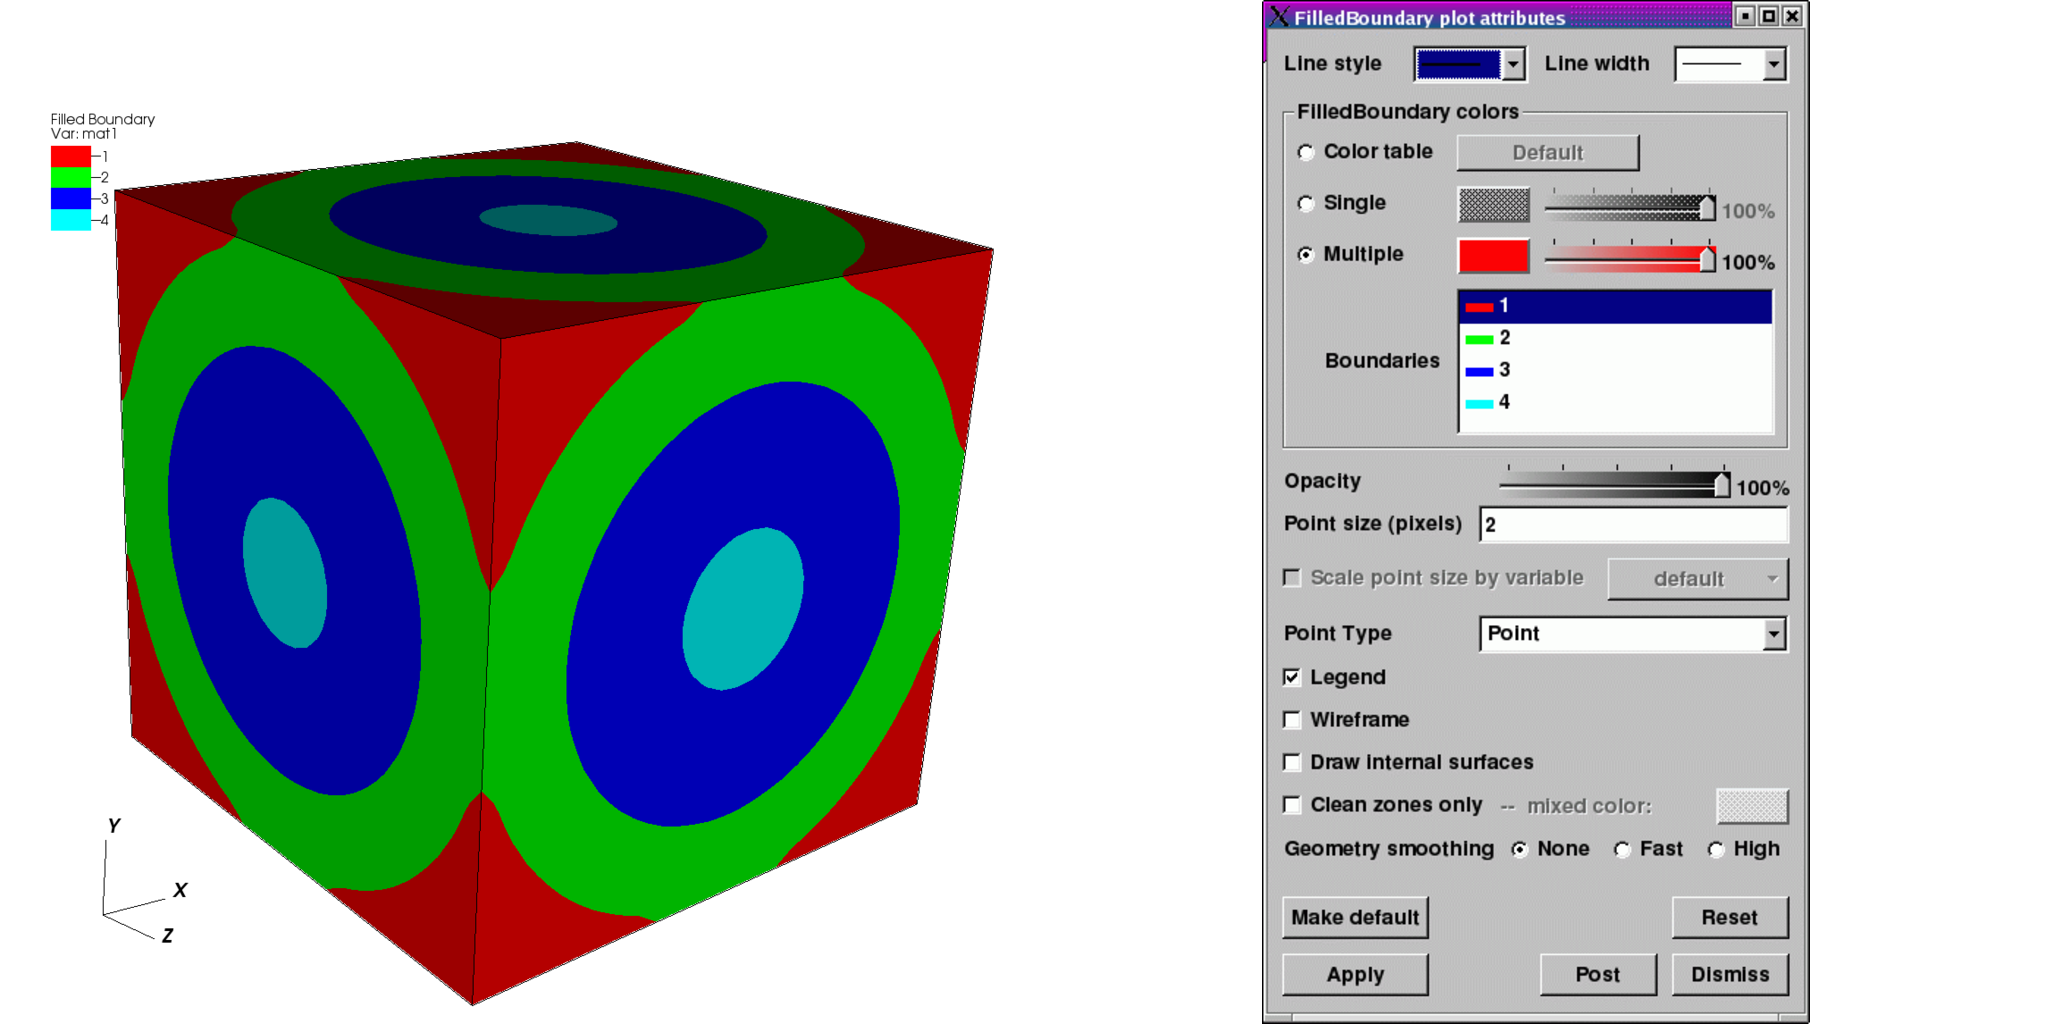 Filled Boundary
Var: mat1
1
2
3
4
Y
X
Z
FilledBoundary plot attributes
Line style Line width
FilledBoundary colors
Color table Default
Single 100%
Multiple 100%
Boundaries
1
2
3
4
Opacity 100%
Point size (pixels) 2
Scale point size by variable default
Point Type Point
Legend
Wireframe
Draw internal surfaces
Clean zones only -- mixed color:
Geometry smoothing None Fast High
Make default Reset
Apply Post Dismiss